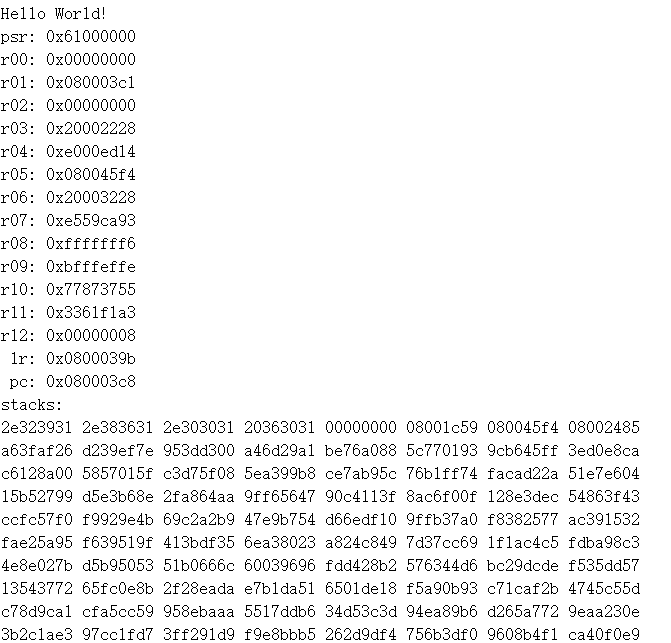 Hello World!
psr: 0x61000000
r00: 0x00000000
r01: 0x080003c1
r02: 0x00000000
r03: 0x20002228
r04: 0xe000ed14
r05: 0x080045f4
r06: 0x20003228
r07: 0xe559ca93
r08: 0xfffffff6
r09: 0xbfffeffe
r10: 0x77873755
r11: 0x3361f1a3
r12: 0x00000008
lr: 0x0800039b
pc: 0x080003c8
stacks:
2e323931 2e383631 2e303031 20363031 00000000 08001c59 080045f4 08002485
a63faf26 d239ef7e 953dd300 a46d29a1 be76a088 5c770193 9cb645ff 3ed0e8ca
c6128a00 5857015f c3d75f08 5ea399b8 ce7ab95c 76b1ff74 facad22a 51e7e604
15b52799 d5e3b68e 2fa864aa 9ff65647 90c4113f 8ac6f00f 128e3dec 54863f43
ccfc57f0 f9929e4b 69c2a2b9 47e9b754 d66edf10 9ffb37a0 f8382577 ac391532
fae25a95 f639519f 413bdf35 6ea38023 a824c849 7d37cc69 1f1ac4c5 fdba98c3
4e8e027b d5b95053 51b0666c 60039696 fdd428b2 576344d6 bc29dcde f535dd57
13543772 65fc0e8b 2f28eada e7b1da51 6501de18 f5a90b93 c71caf2b 4745c55d
c78d9ca1 cfa5cc59 958ebaaa 5517ddb6 34d53c3d 94ea89b6 d265a772 9eaa230e
3b2c1ae3 97cc1fd7 3ff291d9 f9e8bbb5 262d9df4 756b3df0 9608b4f1 ca40f0e9